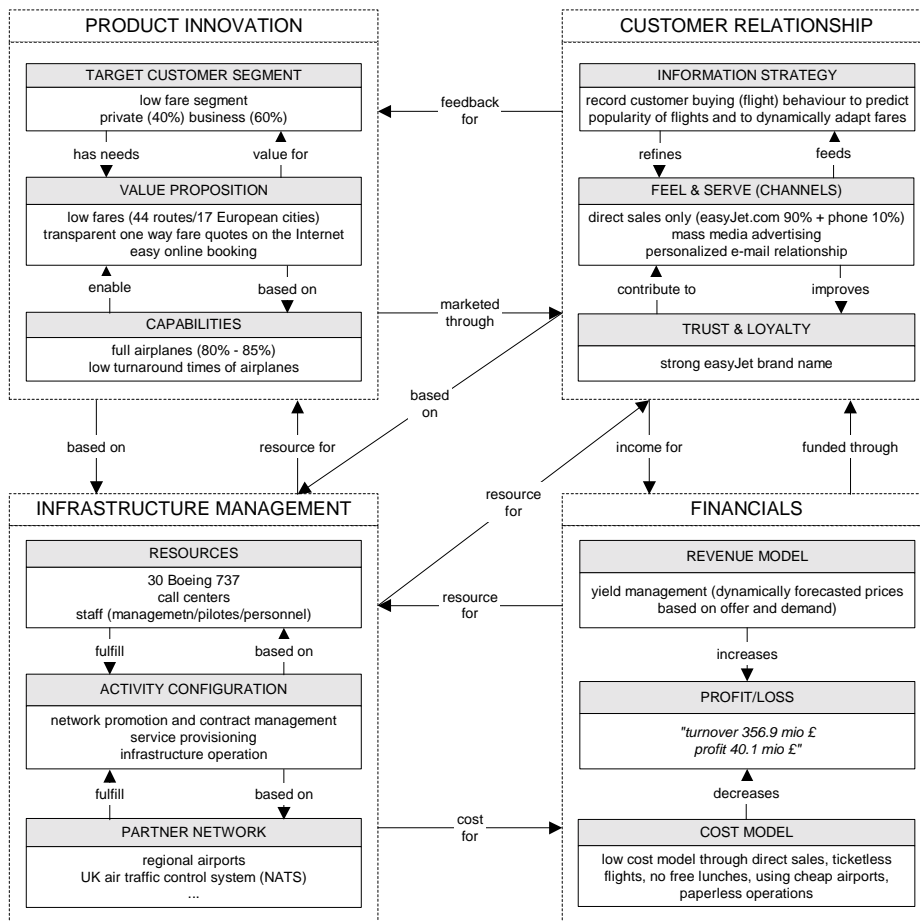 PRODUCT INNOVATION
TARGET CUSTOMER SEGMENT
low fare segment
private (40%) business (60%)
has needs
value for
VALUE PROPOSITION
low fares (44 routes/17 European cities)
transparent one way fare quotes on the Internet
easy online booking
enable
based on
CAPABILITIES
full airplanes (80% - 85%)
low turnaround times of airplanes
feedback
for
marketed
through
CUSTOMER RELATIONSHIP
INFORMATION STRATEGY
record customer buying (flight) behaviour to predict
popularity of flights and to dynamically adapt fares
refines
feeds
FEEL & SERVE (CHANNELS)
direct sales only (easyJet.com 90% + phone 10%)
mass media advertising
personalized e-mail relationship
contribute to
improves
TRUST & LOYALTY
strong easyJet brand name
based on
resource for
based
on
resource
for
income for
funded through
INFRASTRUCTURE MANAGEMENT
RESOURCES
30 Boeing 737
call centers
staff (managemetn/pilotes/personnel)
fulfill
based on
ACTIVITY CONFIGURATION
network promotion and contract management
service provisioning
infrastructure operation
fulfill
based on
PARTNER NETWORK
regional airports
UK air traffic control system (NATS)
...
resource
for
cost
for
FINANCIALS
REVENUE MODEL
yield management (dynamically forecasted prices
based on offer and demand)
increases
PROFIT/LOSS
"turnover 356.9 mio £
profit 40.1 mio £"
decreases
COST MODEL
low cost model through direct sales, ticketless
flights, no free lunches, using cheap airports,
paperless operations